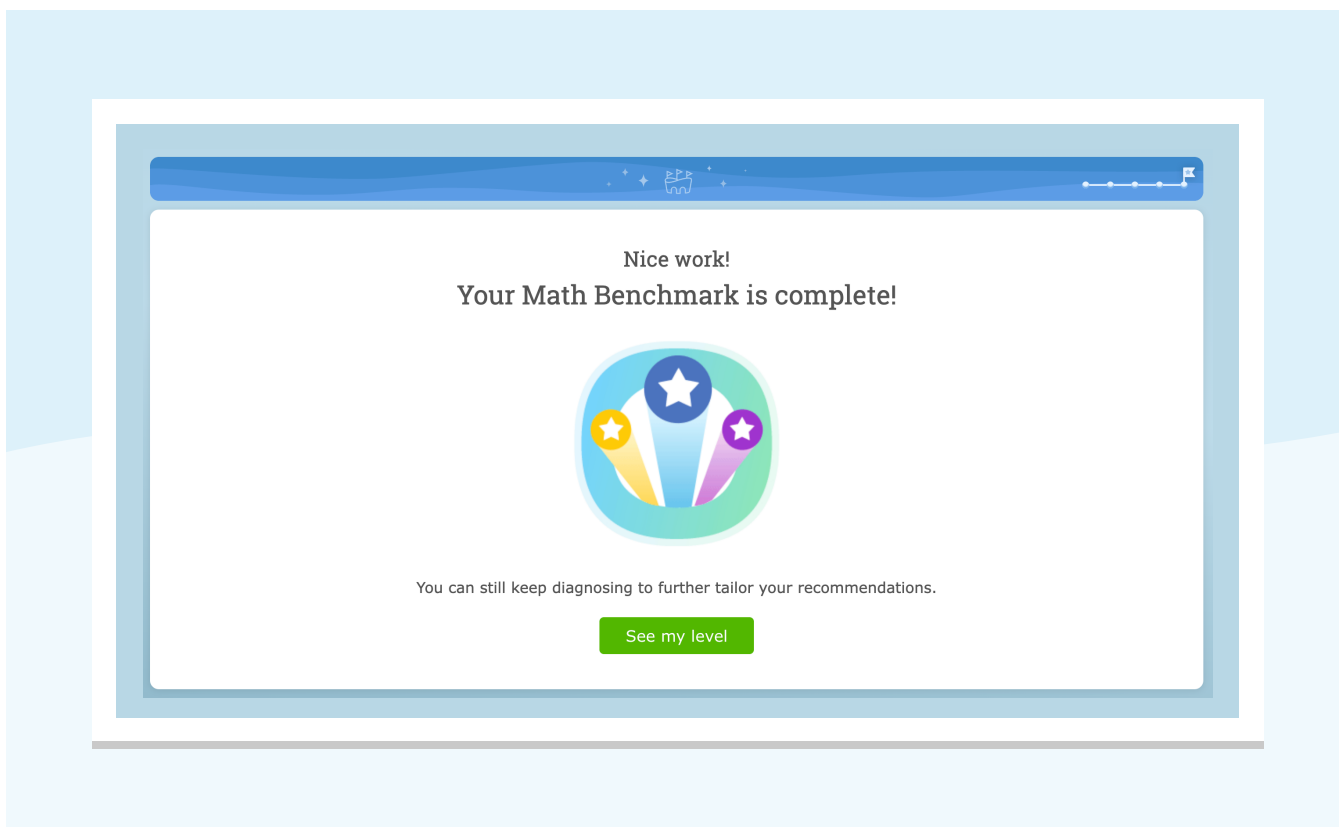 Nice work!
Your Math Benchmark is complete!
You can still keep diagnosing to further tailor your recommendations.
See my level